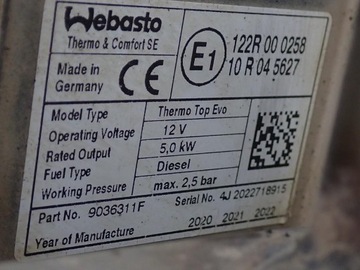 Webasto
Thermo & Comfort SE
Made in
Germany
CE
E1
122R 00 0258
10 R 04 5627
Model Type Thermo Top Evo
Operating Voltage 12 V
Rated Output 5,0 kW
Fuel Type Diesel
Working Pressure max. 2,5 bar
Part No. 9036311F
Serial No. 4J 2022718915
Year of Manufacture 2020 2021 2022